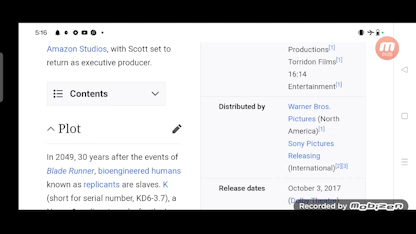 5:16
Amazon Studios, with Scott set to
return as executive producer.
Contents
Plot
In 2049, 30 years after the events of
Blade Runner, bioengineered humans
known as replicants are slaves. K
(short for serial number, KD6-3.7), a
Productions[1]
Torridon Films[1]
16:14
Entertainment[1]
Distributed by
Warner Bros.
Pictures (North
America)[1]
Sony Pictures
Releasing
(International)[2][3]
Release dates
October 3, 2017
Recorded by
Mobizen